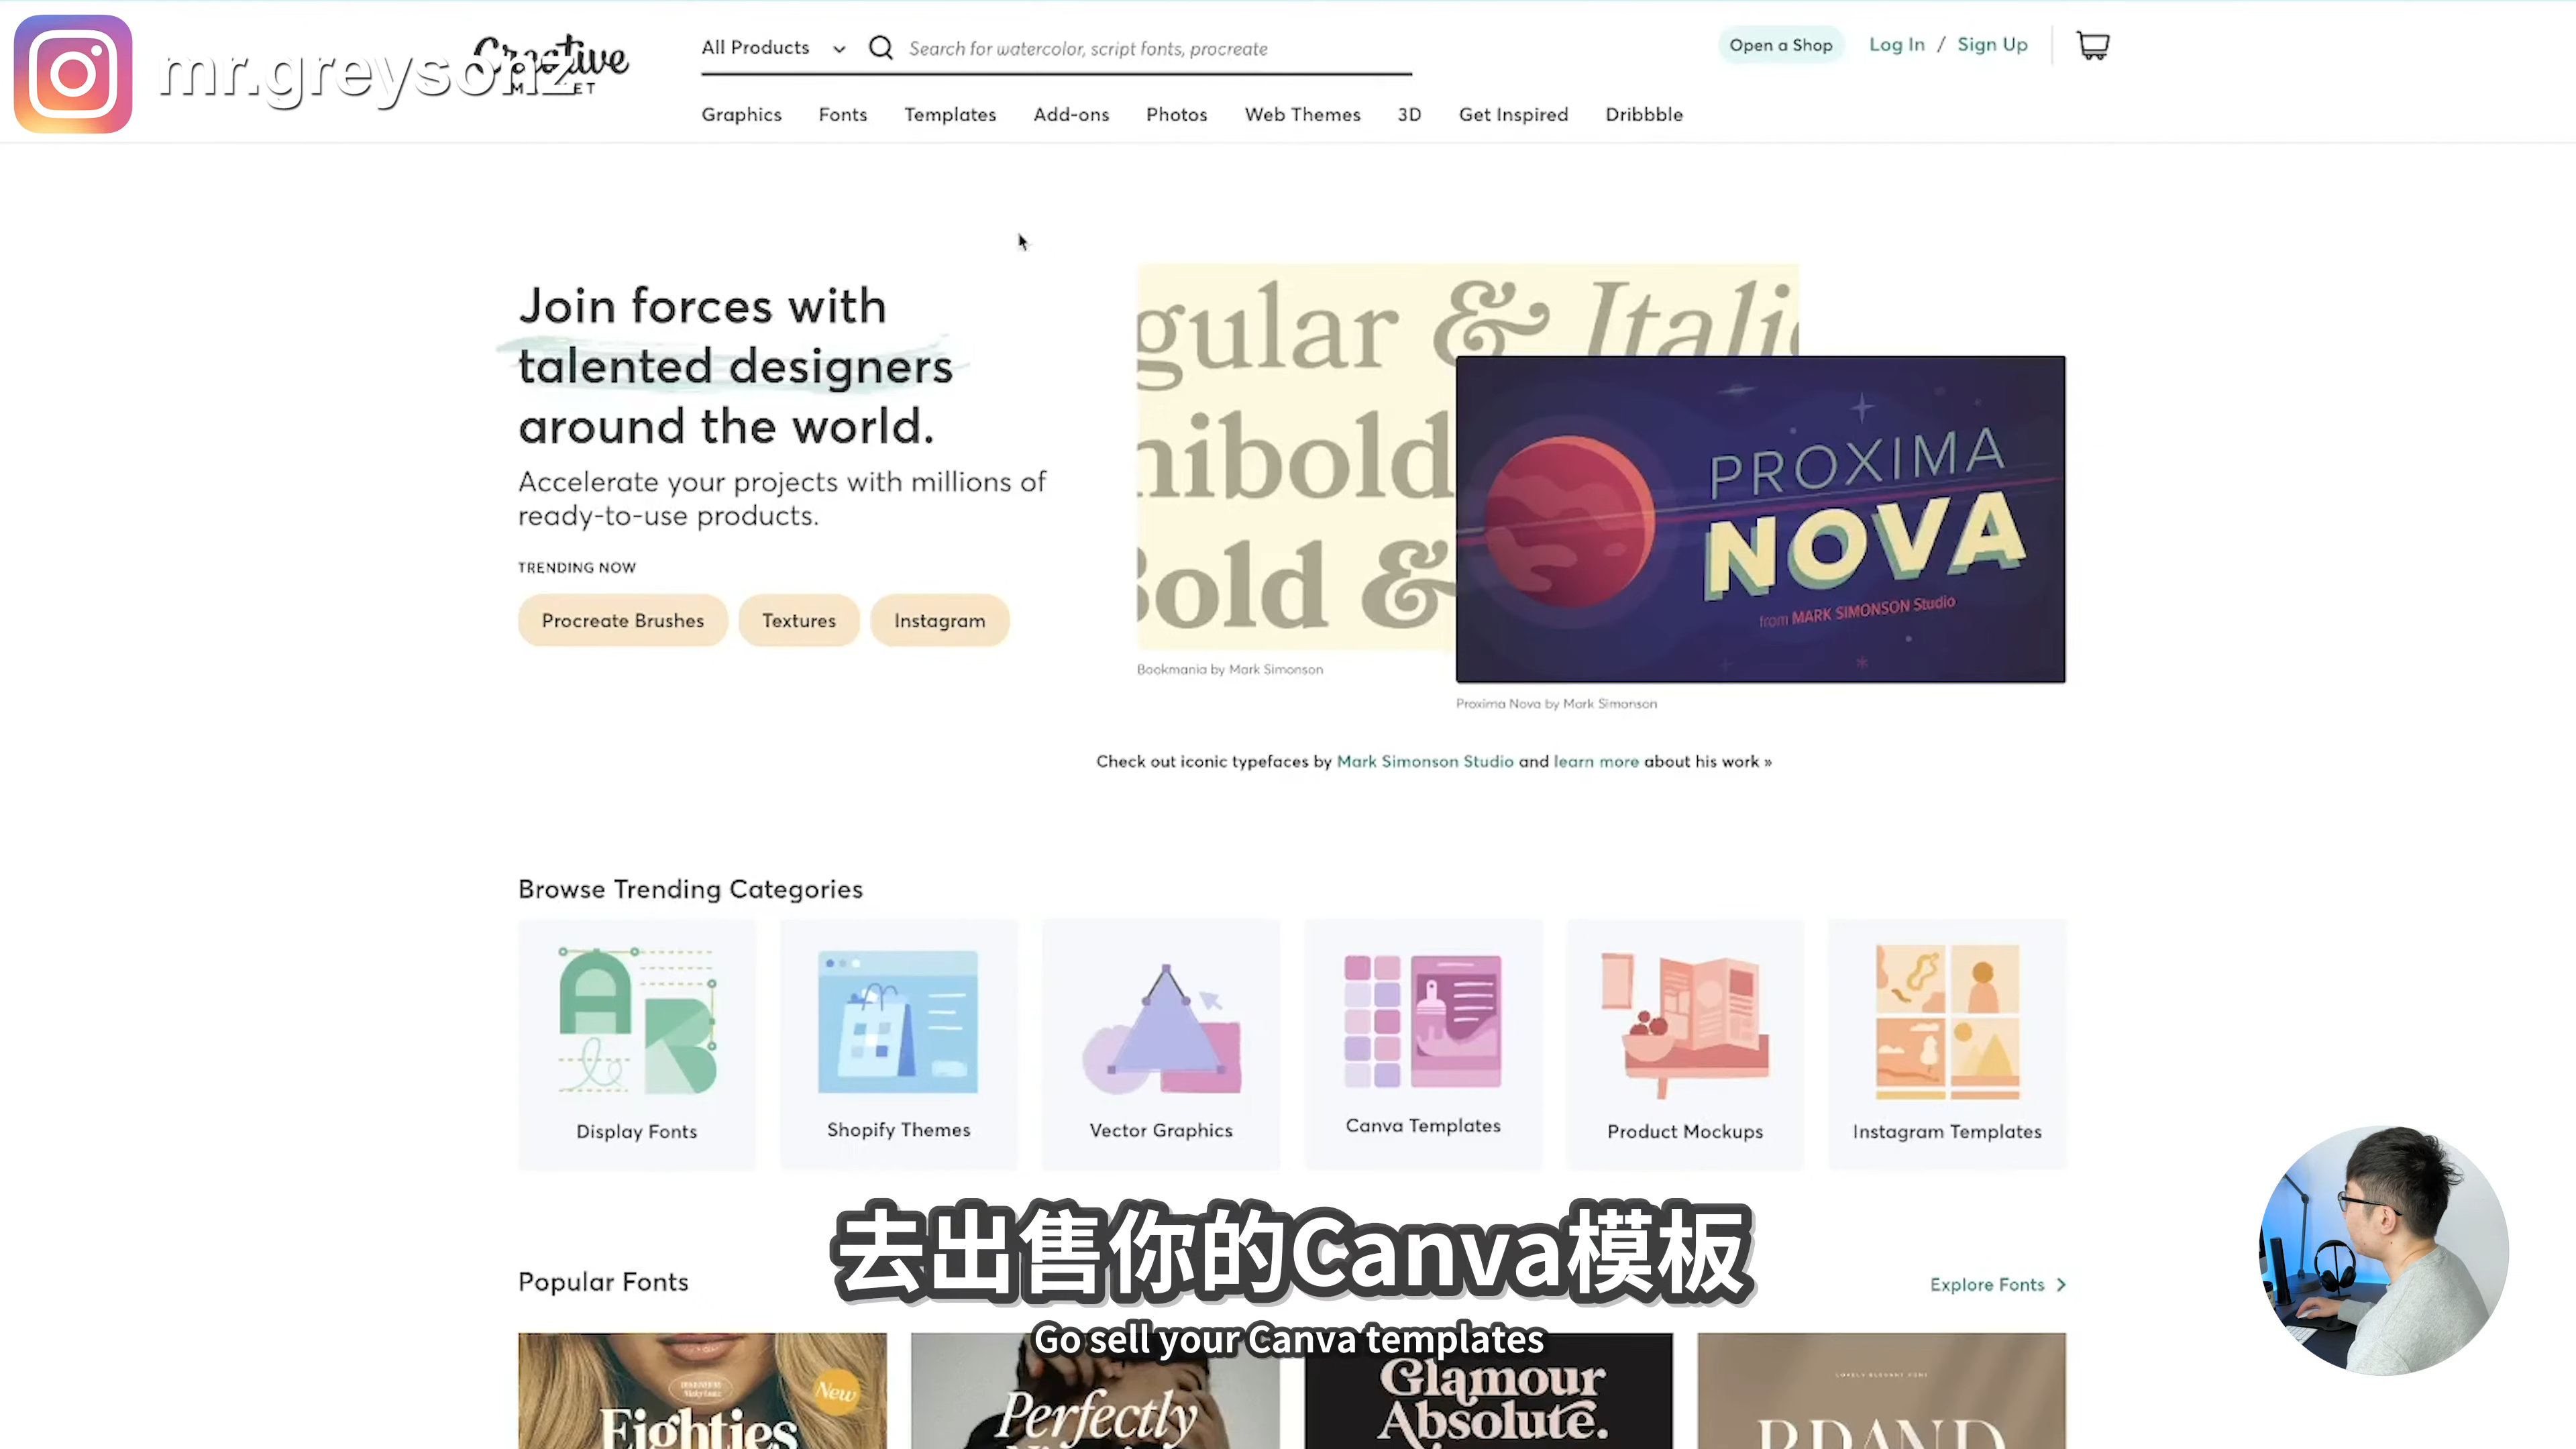 mr.greysonz
Creative
All Products
Search for watercolor, script fonts, procreate
Open a Shop
Log In / Sign Up
Graphics Fonts Templates Add-ons Photos Web Themes 3D Get Inspired Dribbble
Join forces with
talented designers
around the world.
Accelerate your projects with millions of
ready-to-use products.
TRENDING NOW
Procreate Brushes Textures Instagram
gular & Italic
nibold
Bold &
Bookmania by Mark Simonson
PROXIMA
NOVA
from MARK SIMONSON Studio
Proxima Nova by Mark Simonson
Check out iconic typefaces by Mark Simonson Studio and learn more about his work »
Browse Trending Categories
Display Fonts
Shopify Themes
Vector Graphics
Canva Templates
Product Mockups
Instagram Templates
去出售你的Canva模板
Popular Fonts
Explore Fonts
Go sell your Canva templates
New
Eighties
Perfectly
Glamour
Absolute.
BRAND